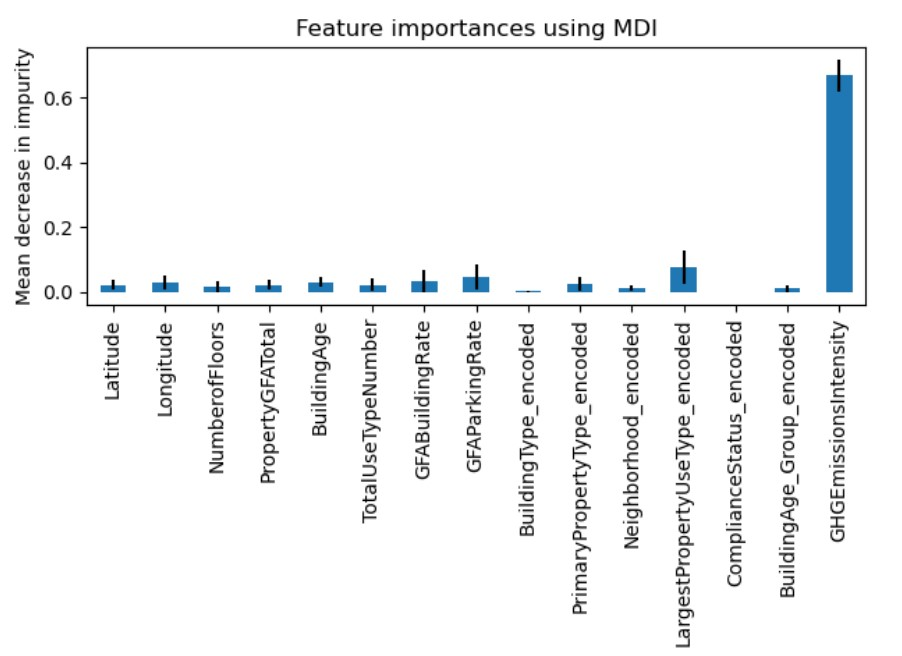 Feature importances using MDI
Mean decrease in impurity
0.6
0.4
0.2
0.0
Latitude
Longitude
NumberofFloors
PropertyGFATotal
BuildingAge
TotalUseTypeNumber
GFABuildingRate
GFAParkingRate
BuildingType_encoded
PrimaryPropertyType_encoded
Neighborhood_encoded
LargestPropertyUseType_encoded
ComplianceStatus_encoded
BuildingAge_Group_encoded
GHGEmissionsIntensity